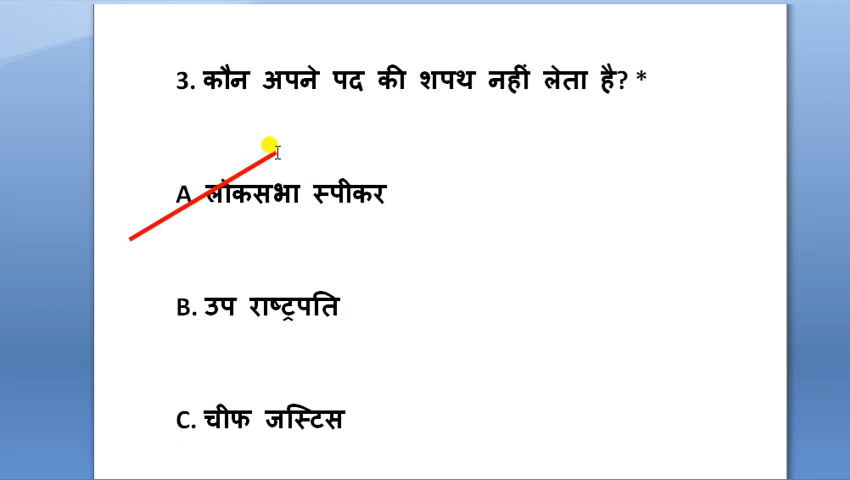 3. कौन अपने पद की शपथ नहीं लेता है? *
A लोकसभा स्पीकर
B. उप राष्ट्रपति
C. चीफ जस्टिस